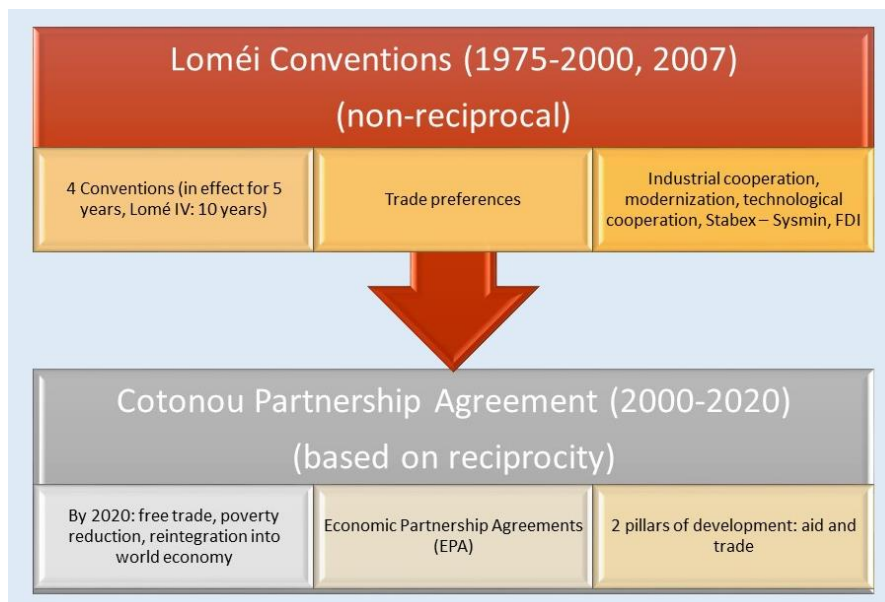 Loméi Conventions (1975-2000, 2007)
(non-reciprocal)
4 Conventions (in effect for 5
years, Lomé IV: 10 years)
Trade preferences
Industrial cooperation,
modernization, technological
cooperation, Stabex – Sysmin, FDI
Cotonou Partnership Agreement (2000-2020)
(based on reciprocity)
By 2020: free trade, poverty
reduction, reintegration into
world economy
Economic Partnership Agreements
(EPA)
2 pillars of development: aid and
trade